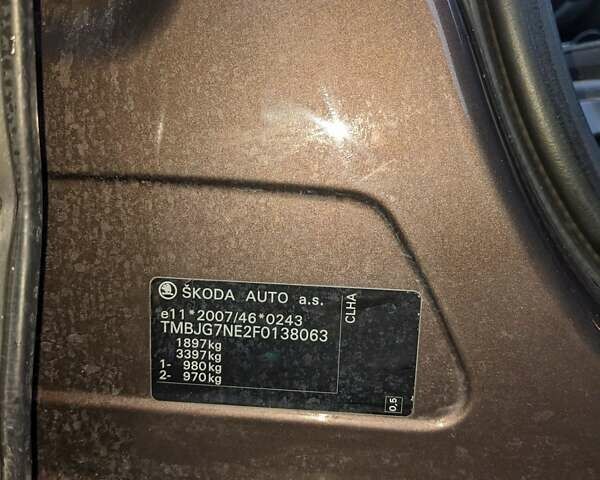 ŠKODA AUTO a.s.
e11*2007/46*0243
TMBJG7NE2F0138063
1897kg
3397kg
1- 980kg
2- 970kg
CLHA
0,5